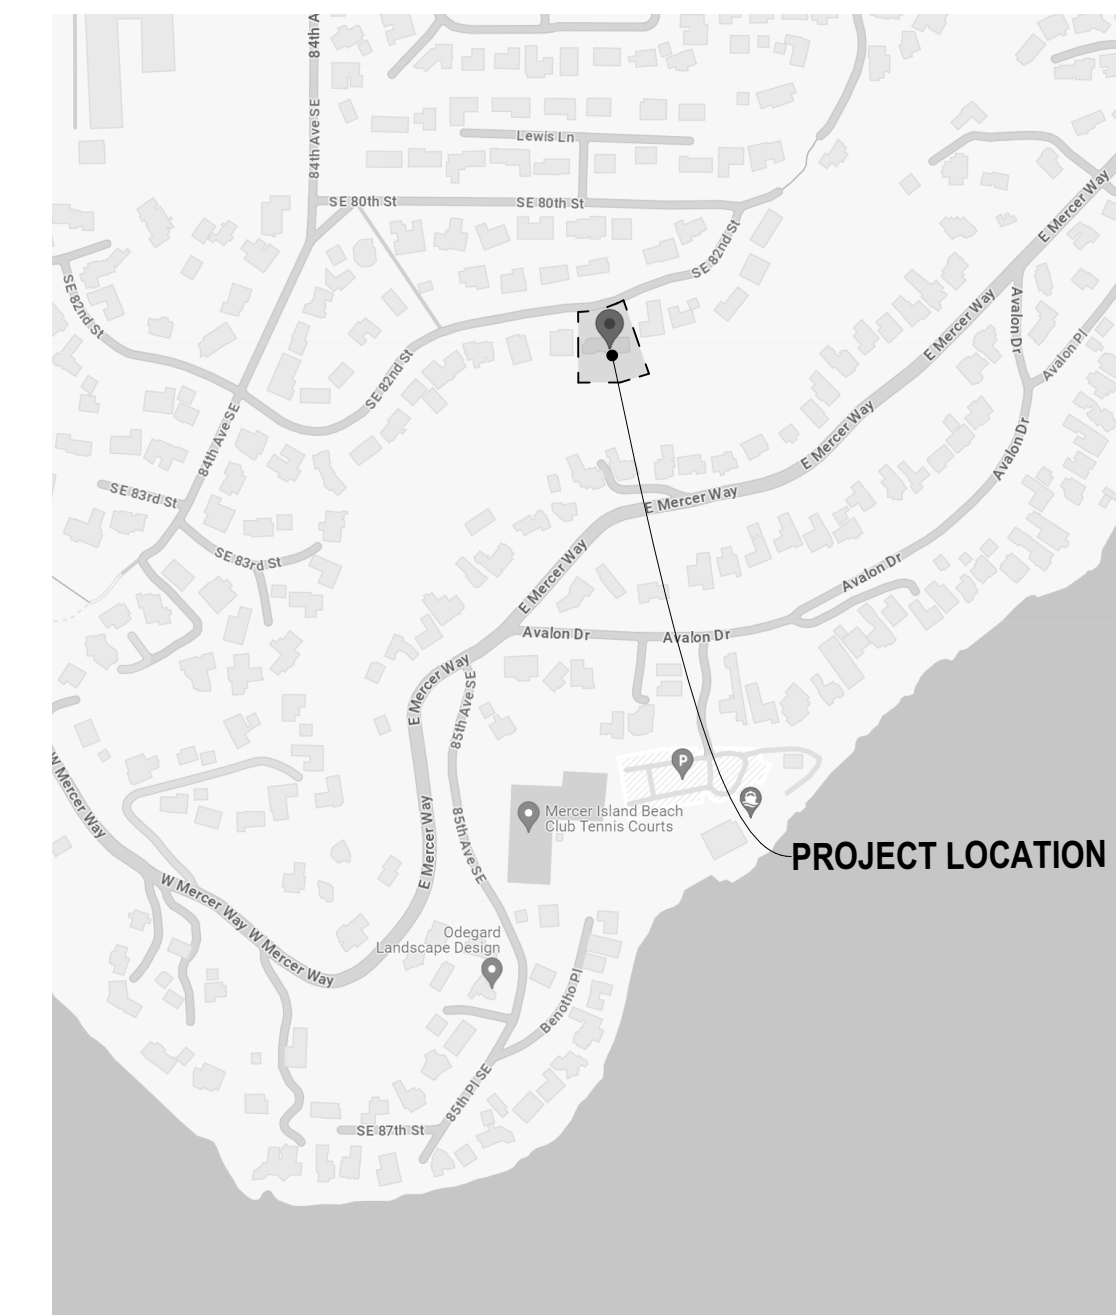 84th A
84th Ave SE
Lewis Ln
SE 80th St
SE 80th St
E Mercer Way
SE 82nd St
SE 82nd St
E Mercer Way
Avalon Dr
Avalon Pl
SE 82nd St
84th Ave SE
E Mercer Way
Avalon Dr
SE 83rd St
E Mercer Way
SE 83rd St
E Mercer Way
Avalon Dr
Avalon Dr
Avalon Dr
E Mercer Way
85th Ave SE
W Mercer Way
Mercer Island Beach
Club Tennis Courts
P
E Mercer Way
85th Ave SE
PROJECT LOCATION
W Mercer Way
W Mercer Way
Odegard
Landscape Design
Benotho Pl
85th Pl SE
SE 87th St